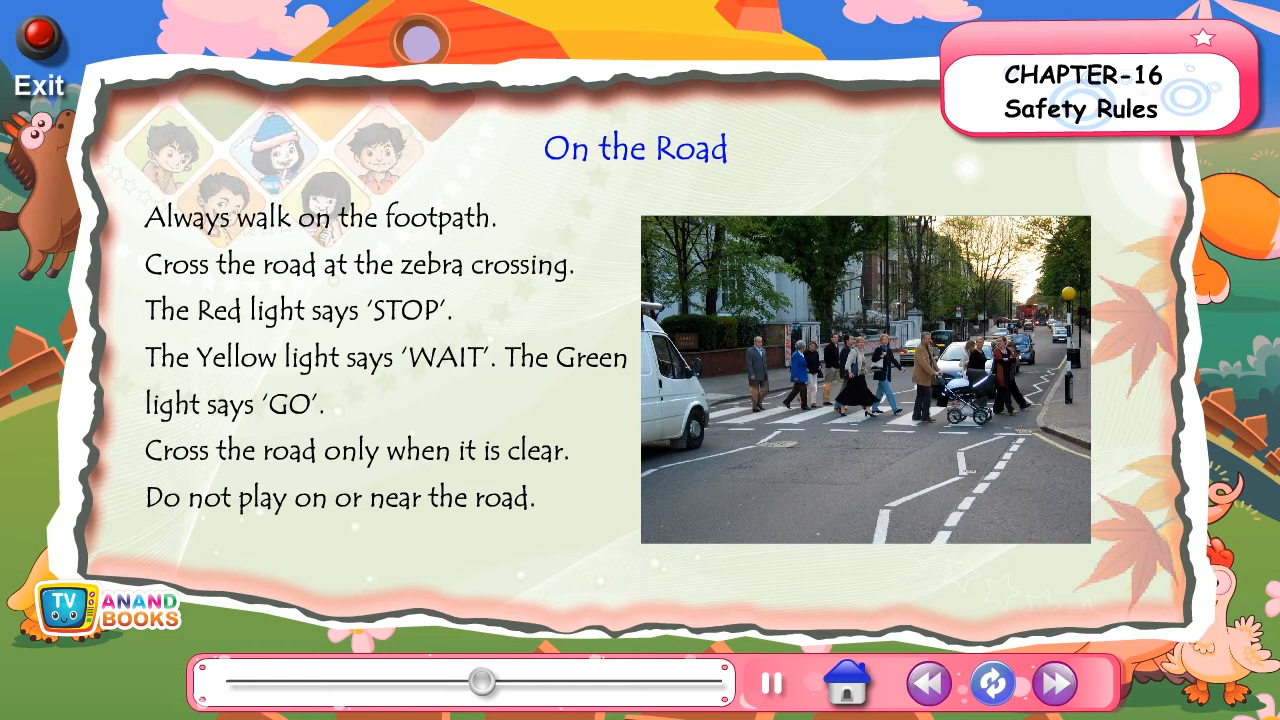 Exit
CHAPTER-16
Safety Rules
On the Road
Always walk on the footpath.
Cross the road at the zebra crossing.
The Red light says ‘STOP’.
The Yellow light says ‘WAIT’. The Green
light says ‘GO’.
Cross the road only when it is clear.
Do not play on or near the road.
TV
ANAND
BOOKS